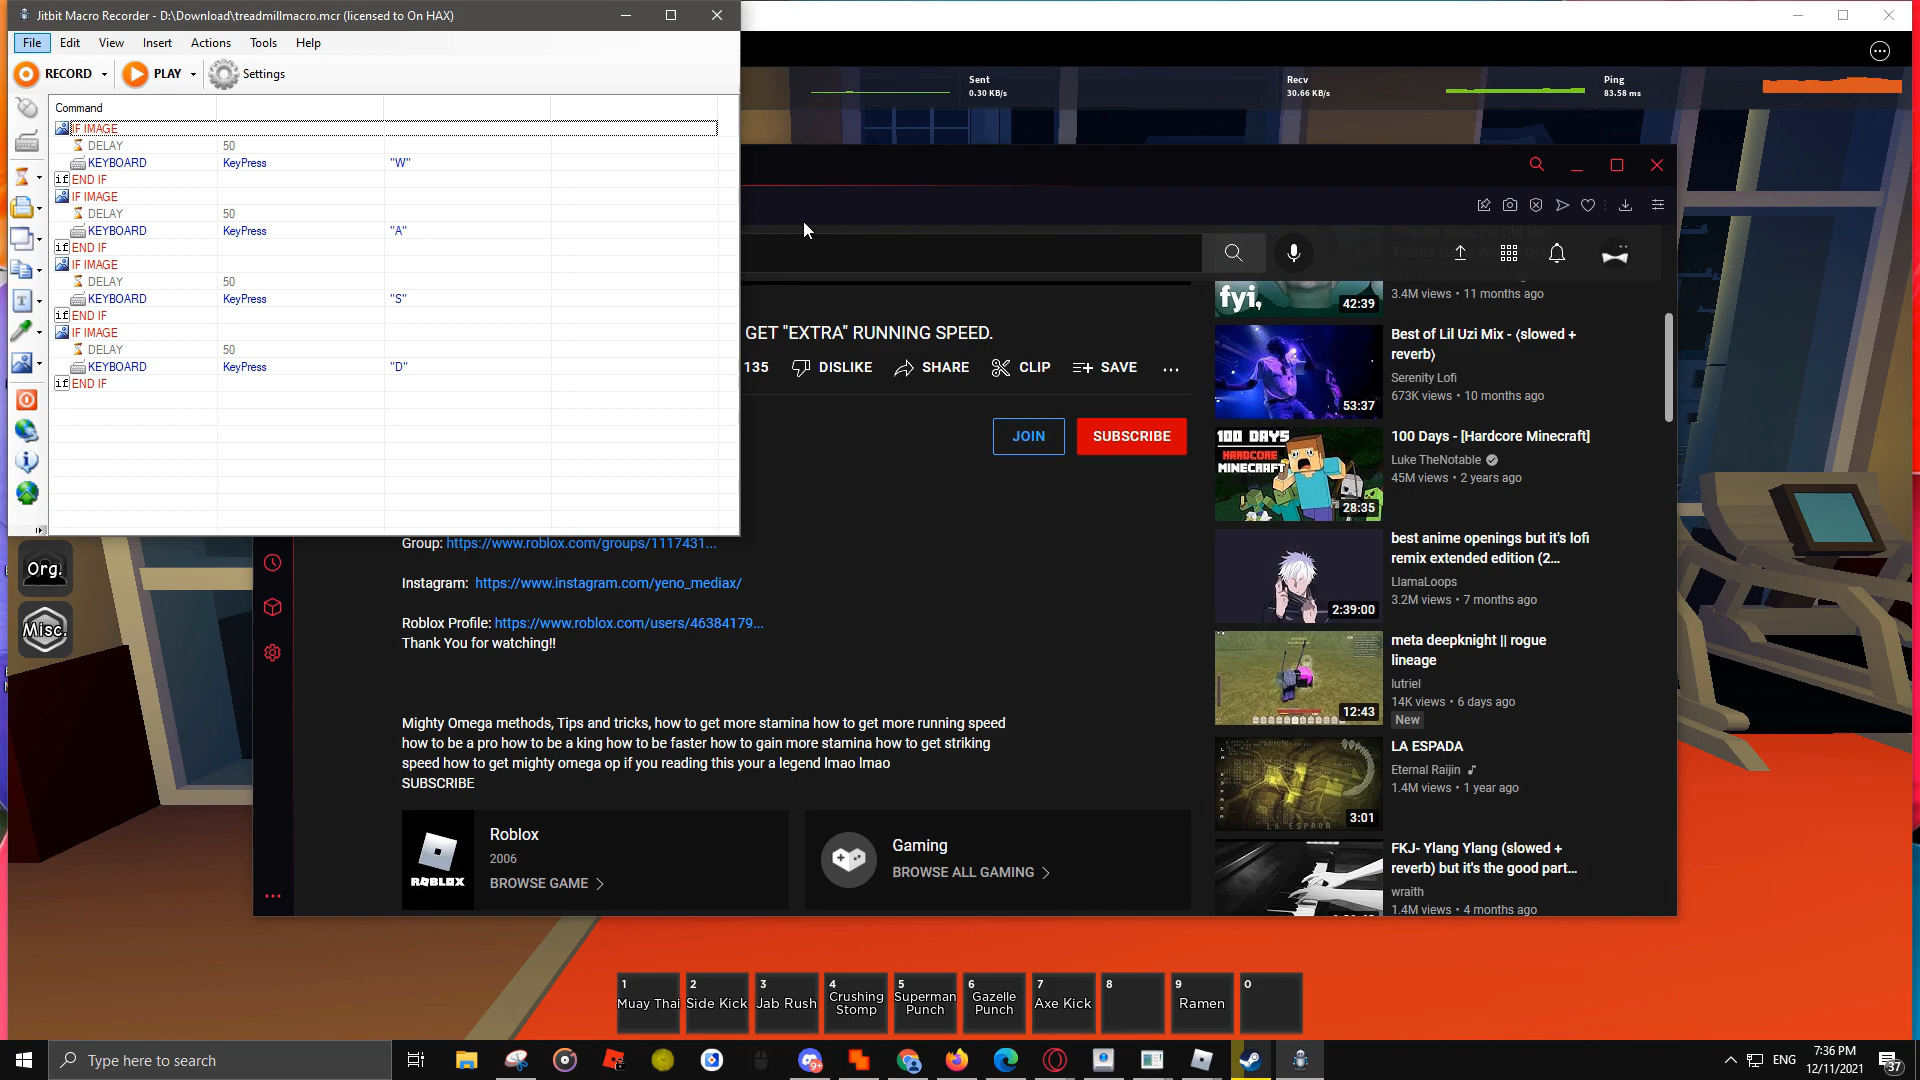 Jitbit Macro Recorder - D:\Download\treadmillmacro.mcr (licensed to On HAX)
File Edit View Insert Actions Tools Help
RECORD PLAY Settings
Command
IF IMAGE
DELAY 50
KEYBOARD KeyPress "W"
if END IF
IF IMAGE
DELAY 50
KEYBOARD KeyPress "A"
if END IF
IF IMAGE
DELAY 50
KEYBOARD KeyPress "S"
if END IF
IF IMAGE
DELAY 50
KEYBOARD KeyPress "D"
if END IF
Sent
0.30 KB/s
Recv
30.66 KB/s
Ping
83.58 ms
GET "EXTRA" RUNNING SPEED.
135 DISLIKE SHARE CLIP SAVE
JOIN SUBSCRIBE
Org.
Misc.
Group: https://www.roblox.com/groups/1117431...
Instagram: https://www.instagram.com/yeno_mediax/
Roblox Profile: https://www.roblox.com/users/46384179...
Thank You for watching!!
Mighty Omega methods, Tips and tricks, how to get more stamina how to get more running speed
how to be a pro how to be a king how to be faster how to gain more stamina how to get striking
speed how to get mighty omega op if you reading this your a legend lmao lmao
SUBSCRIBE
ROBLOX
Roblox
2006
BROWSE GAME
Gaming
BROWSE ALL GAMING
fyi,
42:39
3.4M views • 11 months ago
53:37
Best of Lil Uzi Mix - (slowed +
reverb)
Serenity Lofi
673K views • 10 months ago
100 DAYS
HARDCORE
MINECRAFT
28:35
100 Days - [Hardcore Minecraft]
Luke TheNotable
45M views • 2 years ago
2:39:00
best anime openings but it's lofi
remix extended edition (2...
LlamaLoops
3.2M views • 7 months ago
12:43
meta deepknight || rogue
lineage
lutriel
14K views • 6 days ago
New
LA ESPADA
3:01
LA ESPADA
Eternal Raijin
1.4M views • 1 year ago
FKJ- Ylang Ylang (slowed +
reverb) but it's the good part...
wraith
1.4M views • 4 months ago
1 Muay Thai
2 Side Kick
3 Jab Rush
4 Crushing Stomp
5 Superman Punch
6 Gazelle Punch
7 Axe Kick
8
9 Ramen
0
Type here to search
9+
ENG
7:36 PM
12/11/2021
37